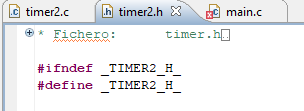 timer2.c
timer2.h
main.c
* Fichero: timer.h
#ifndef _TIMER2_H_
#define _TIMER2_H_